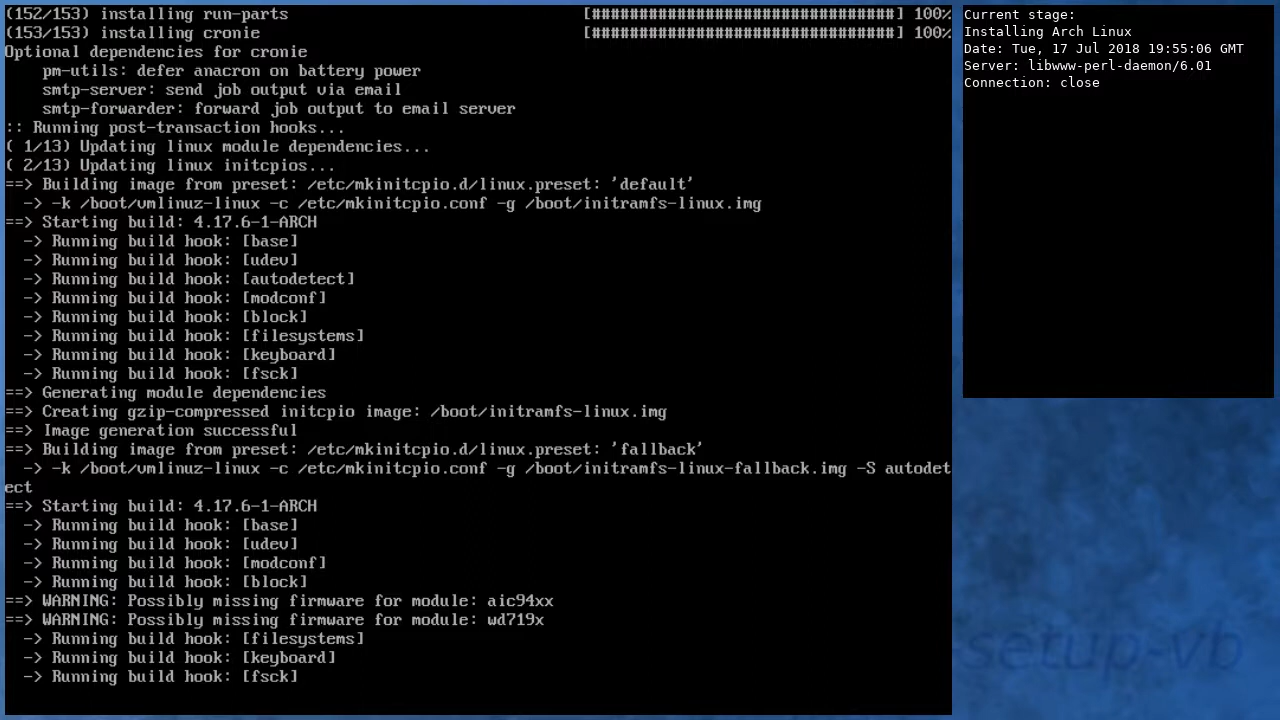 (152/153) installing run-parts [################################] 100%
(153/153) installing cronie [################################] 100%
Optional dependencies for cronie
pm-utils: defer anacron on battery power
smtp-server: send job output via email
smtp-forwarder: forward job output to email server
:: Running post-transaction hooks...
( 1/13) Updating linux module dependencies...
( 2/13) Updating linux initcpios...
==> Building image from preset: /etc/mkinitcpio.d/linux.preset: 'default'
-> -k /boot/vmlinuz-linux -c /etc/mkinitcpio.conf -g /boot/initramfs-linux.img
==> Starting build: 4.17.6-1-ARCH
-> Running build hook: [base]
-> Running build hook: [udev]
-> Running build hook: [autodetect]
-> Running build hook: [modconf]
-> Running build hook: [block]
-> Running build hook: [filesystems]
-> Running build hook: [keyboard]
-> Running build hook: [fsck]
==> Generating module dependencies
==> Creating gzip-compressed initcpio image: /boot/initramfs-linux.img
==> Image generation successful
==> Building image from preset: /etc/mkinitcpio.d/linux.preset: 'fallback'
-> -k /boot/vmlinuz-linux -c /etc/mkinitcpio.conf -g /boot/initramfs-linux-fallback.img -S autodet
ect
==> Starting build: 4.17.6-1-ARCH
-> Running build hook: [base]
-> Running build hook: [udev]
-> Running build hook: [modconf]
-> Running build hook: [block]
==> WARNING: Possibly missing firmware for module: aic94xx
==> WARNING: Possibly missing firmware for module: wd719x
-> Running build hook: [filesystems]
-> Running build hook: [keyboard]
-> Running build hook: [fsck]
Current stage:
Installing Arch Linux
Date: Tue, 17 Jul 2018 19:55:06 GMT
Server: libwww-perl-daemon/6.01
Connection: close
-setup-vb